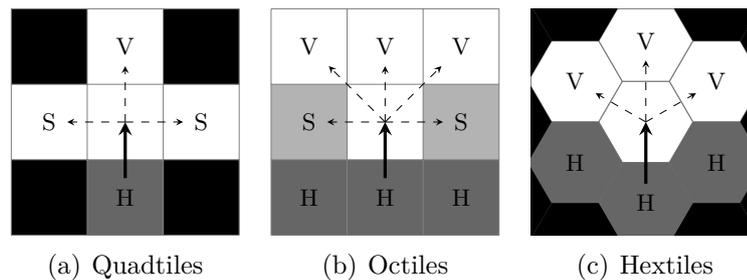 V
S S
H
(a) Quadtiles
V V V
S S
H H H
(b) Octiles
V
V V
H H
H
(c) Hextiles